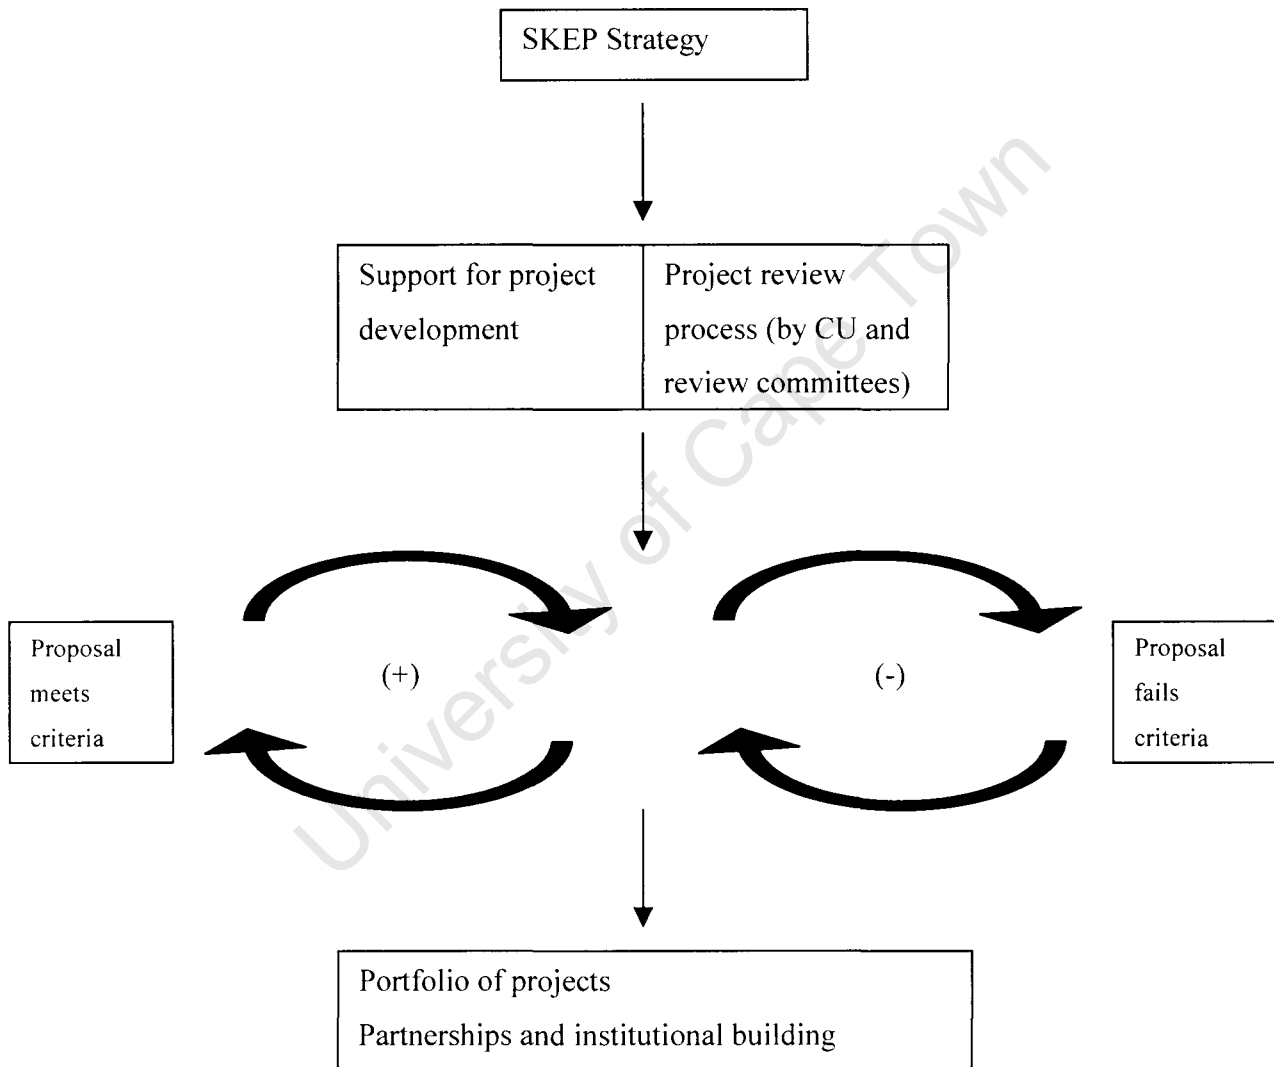 SKEP Strategy
Support for project
development
Project review
process (by CU and
review committees)
Proposal
meets
criteria
(+)
(-)
Proposal
fails
criteria
Portfolio of projects
Partnerships and institutional building
University of Cape Town